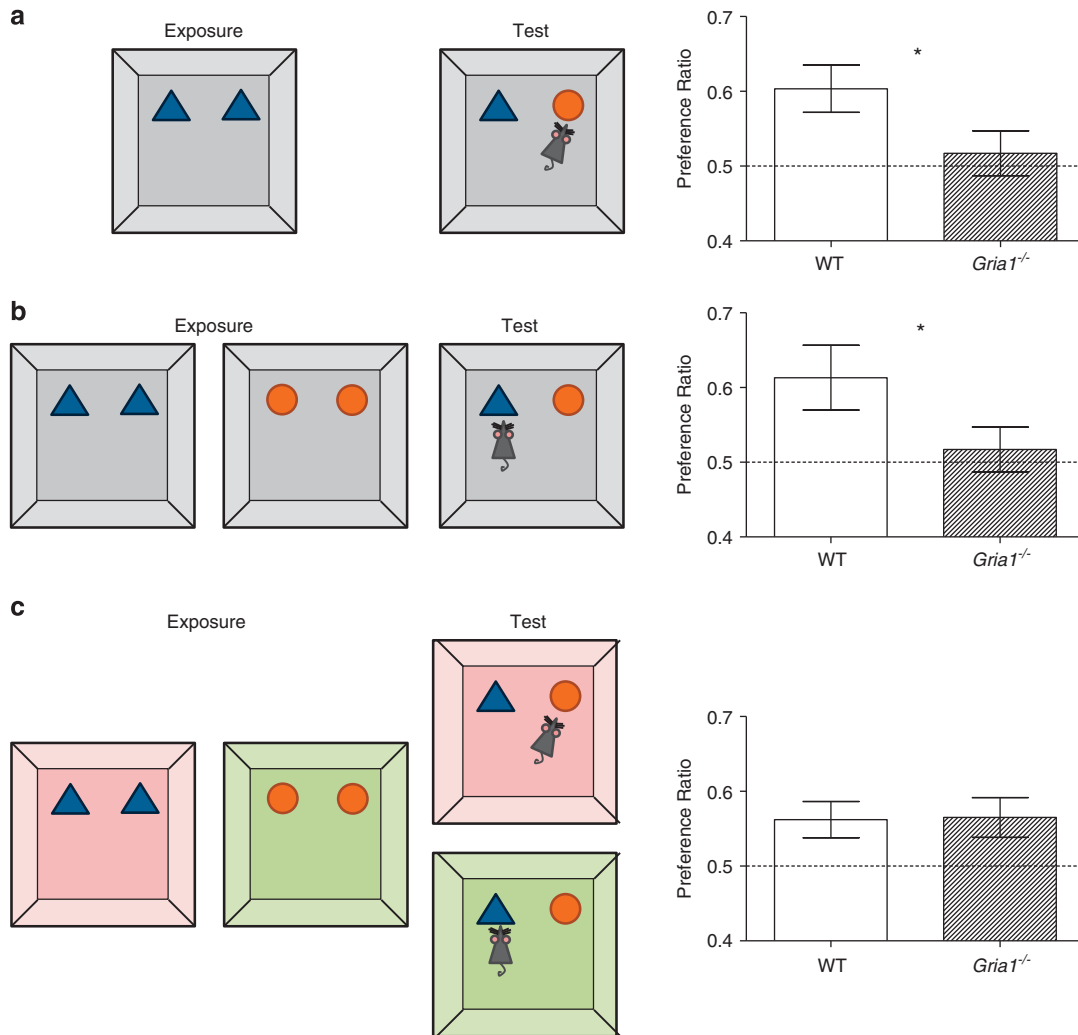 a
Exposure
Test
Preference Ratio
0.7
*
0.6
0.5
0.4
WT
Gria1-/-
b
Exposure
Test
Preference Ratio
0.7
*
0.6
0.5
0.4
WT
Gria1-/-
c
Exposure
Test
Preference Ratio
0.7
0.6
0.5
0.4
WT
Gria1-/-